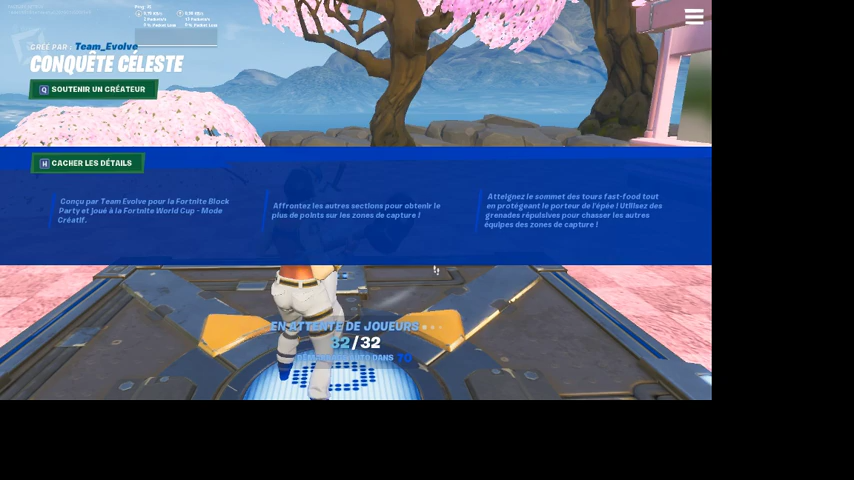 Ping:
CRÉÉ PAR : Team_Evolve
CONQUÊTE CÉLESTE
Q SOUTENIR UN CRÉATEUR
H CACHER LES DÉTAILS
Conçu par Team Evolve pour la Fortnite Block
Party et joué à la Fortnite World Cup - Mode
Créatif.
Affrontez les autres sections pour obtenir le
plus de points sur les zones de capture !
Atteignez le sommet des tours fast-food tout
en protégeant le porteur de l'épée ! Utilisez des
grenades répulsives pour chasser les autres
équipes des zones de capture !
EN ATTENTE DE JOUEURS
32/32
DÉMARRAGE AUTO DANS 10